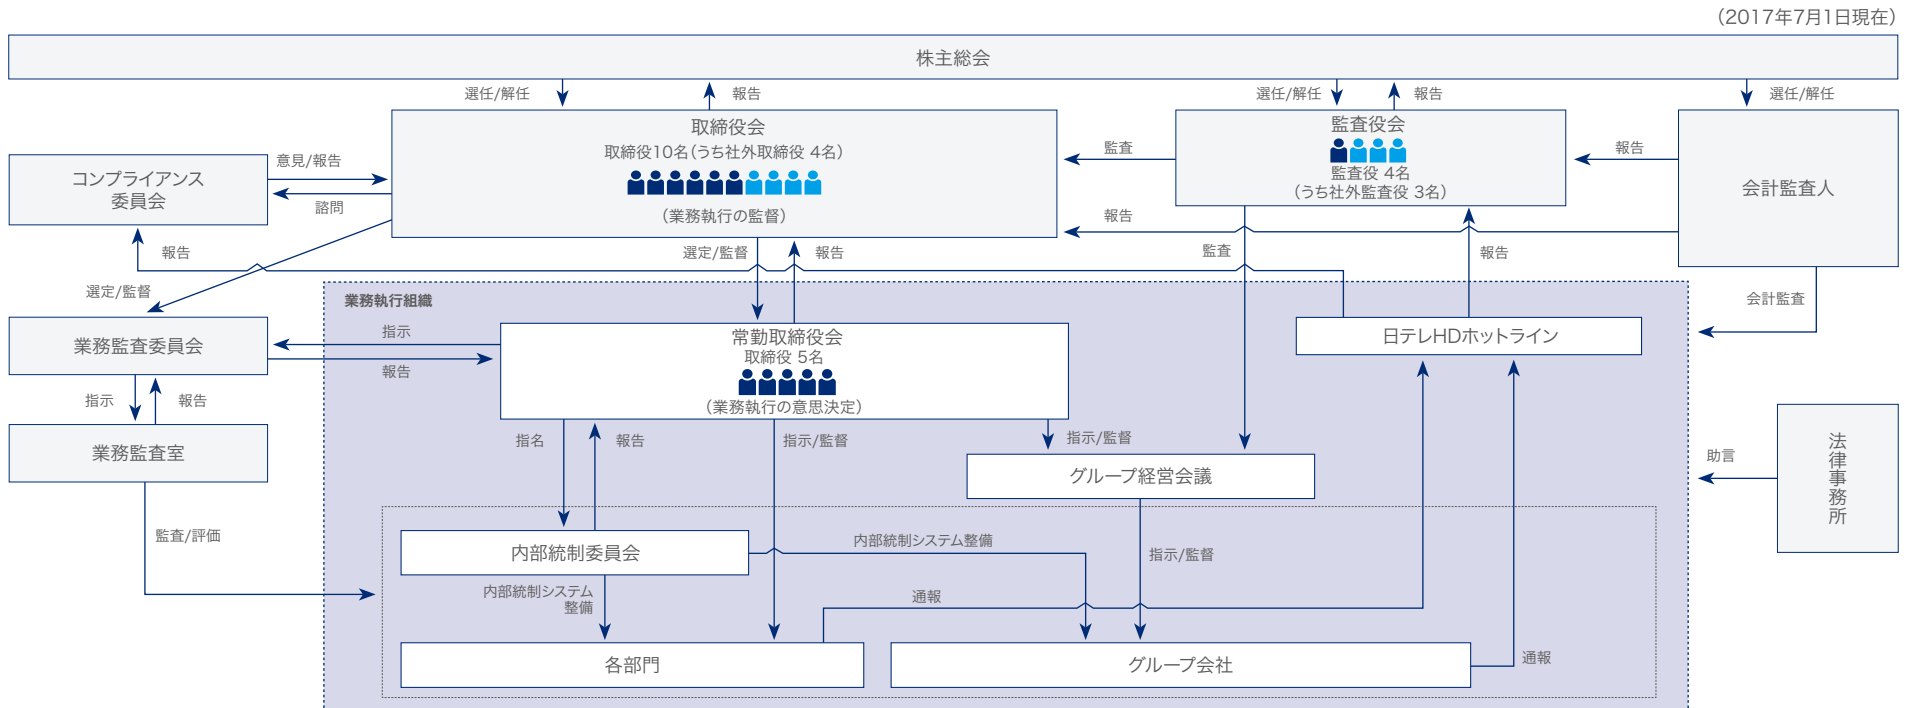 （2017年7月1日現在）
株主総会
選任/解任
報告
選任/解任
報告
選任/解任
取締役会
取締役10名（うち社外取締役 4名）
（業務執行の監督）
監査
監査役会
監査役 4名
（うち社外監査役 3名）
報告
会計監査人
コンプライアンス
委員会
意見/報告
諮問
報告
報告
選定/監督
報告
監査
報告
選定/監督
業務執行組織
会計監査
業務監査委員会
指示
報告
常勤取締役会
取締役 5名
（業務執行の意思決定）
日テレHDホットライン
指示
報告
業務監査室
指名
報告
指示/監督
指示/監督
グループ経営会議
助言
法律事務所
監査/評価
内部統制委員会
内部統制システム整備
指示/監督
内部統制システム
整備
通報
各部門
グループ会社
通報